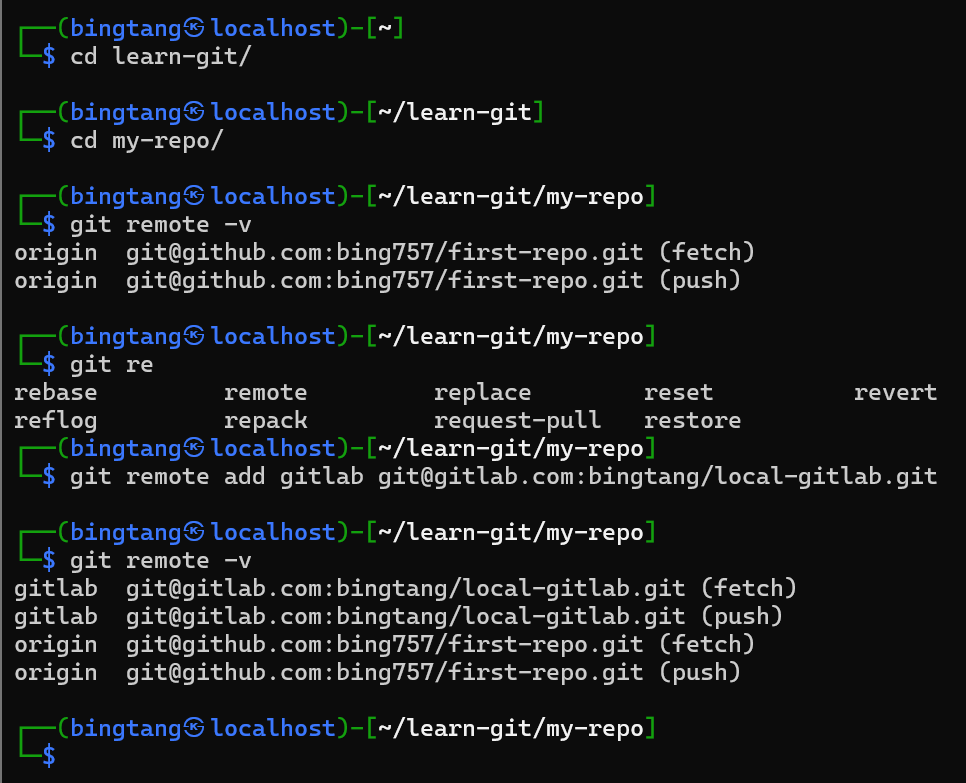 ┌──(bingtang㉿localhost)-[~]
└─$ cd learn-git/
┌──(bingtang㉿localhost)-[~/learn-git]
└─$ cd my-repo/
┌──(bingtang㉿localhost)-[~/learn-git/my-repo]
└─$ git remote -v
origin  git@github.com:bing757/first-repo.git (fetch)
origin  git@github.com:bing757/first-repo.git (push)
┌──(bingtang㉿localhost)-[~/learn-git/my-repo]
└─$ git re
rebase         remote         replace        reset          revert
reflog         repack         request-pull   restore
┌──(bingtang㉿localhost)-[~/learn-git/my-repo]
└─$ git remote add gitlab git@gitlab.com:bingtang/local-gitlab.git
┌──(bingtang㉿localhost)-[~/learn-git/my-repo]
└─$ git remote -v
gitlab  git@gitlab.com:bingtang/local-gitlab.git (fetch)
gitlab  git@gitlab.com:bingtang/local-gitlab.git (push)
origin  git@github.com:bing757/first-repo.git (fetch)
origin  git@github.com:bing757/first-repo.git (push)
┌──(bingtang㉿localhost)-[~/learn-git/my-repo]
└─$